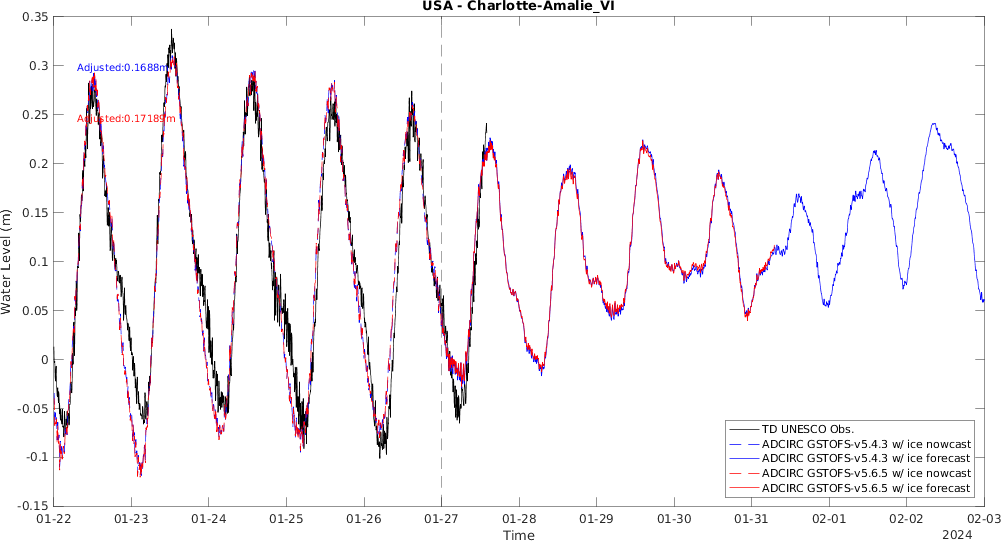 USA - Charlotte-Amalie_VI
0.35
0.3
0.25
0.2
0.15
0.1
0.05
0
-0.05
-0.1
-0.15
Water Level (m)
Adjusted:0.1688m
Adjusted:0.17189m
TD UNESCO Obs.
ADCIRC GSTOFS-v5.4.3 w/ ice nowcast
ADCIRC GSTOFS-v5.4.3 w/ ice forecast
ADCIRC GSTOFS-v5.6.5 w/ ice nowcast
ADCIRC GSTOFS-v5.6.5 w/ ice forecast
01-22 01-23 01-24 01-25 01-26 01-27 01-28 01-29 01-30 01-31 02-01 02-02 02-03
Time
2024